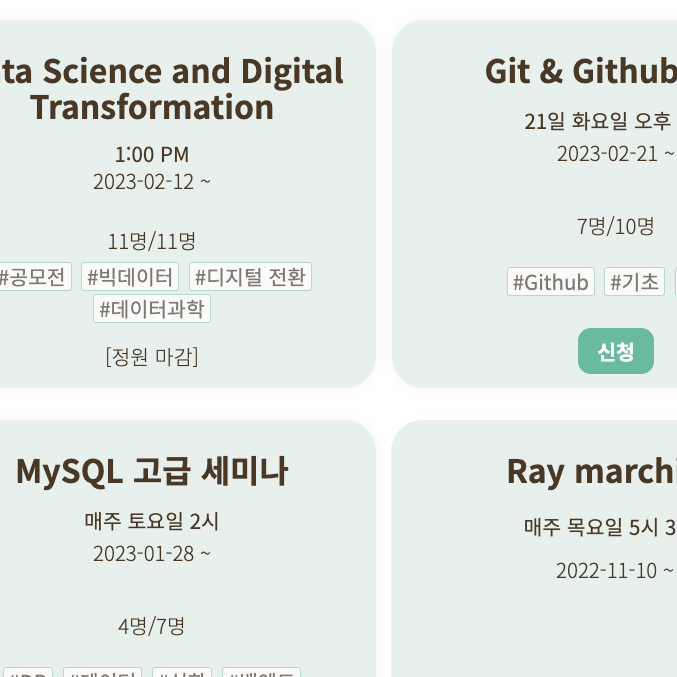 ta Science and Digital
Transformation
1:00 PM
2023-02-12 ~
11명/11명
#공모전 #빅데이터 #디지털 전환
#데이터과학
[정원 마감]
Git & Github
21일 화요일 오후
2023-02-21 ~
7명/10명
#Github #기초
신청
MySQL 고급 세미나
매주 토요일 2시
2023-01-28 ~
4명/7명
Ray march
매주 목요일 5시 3
2022-11-10 ~